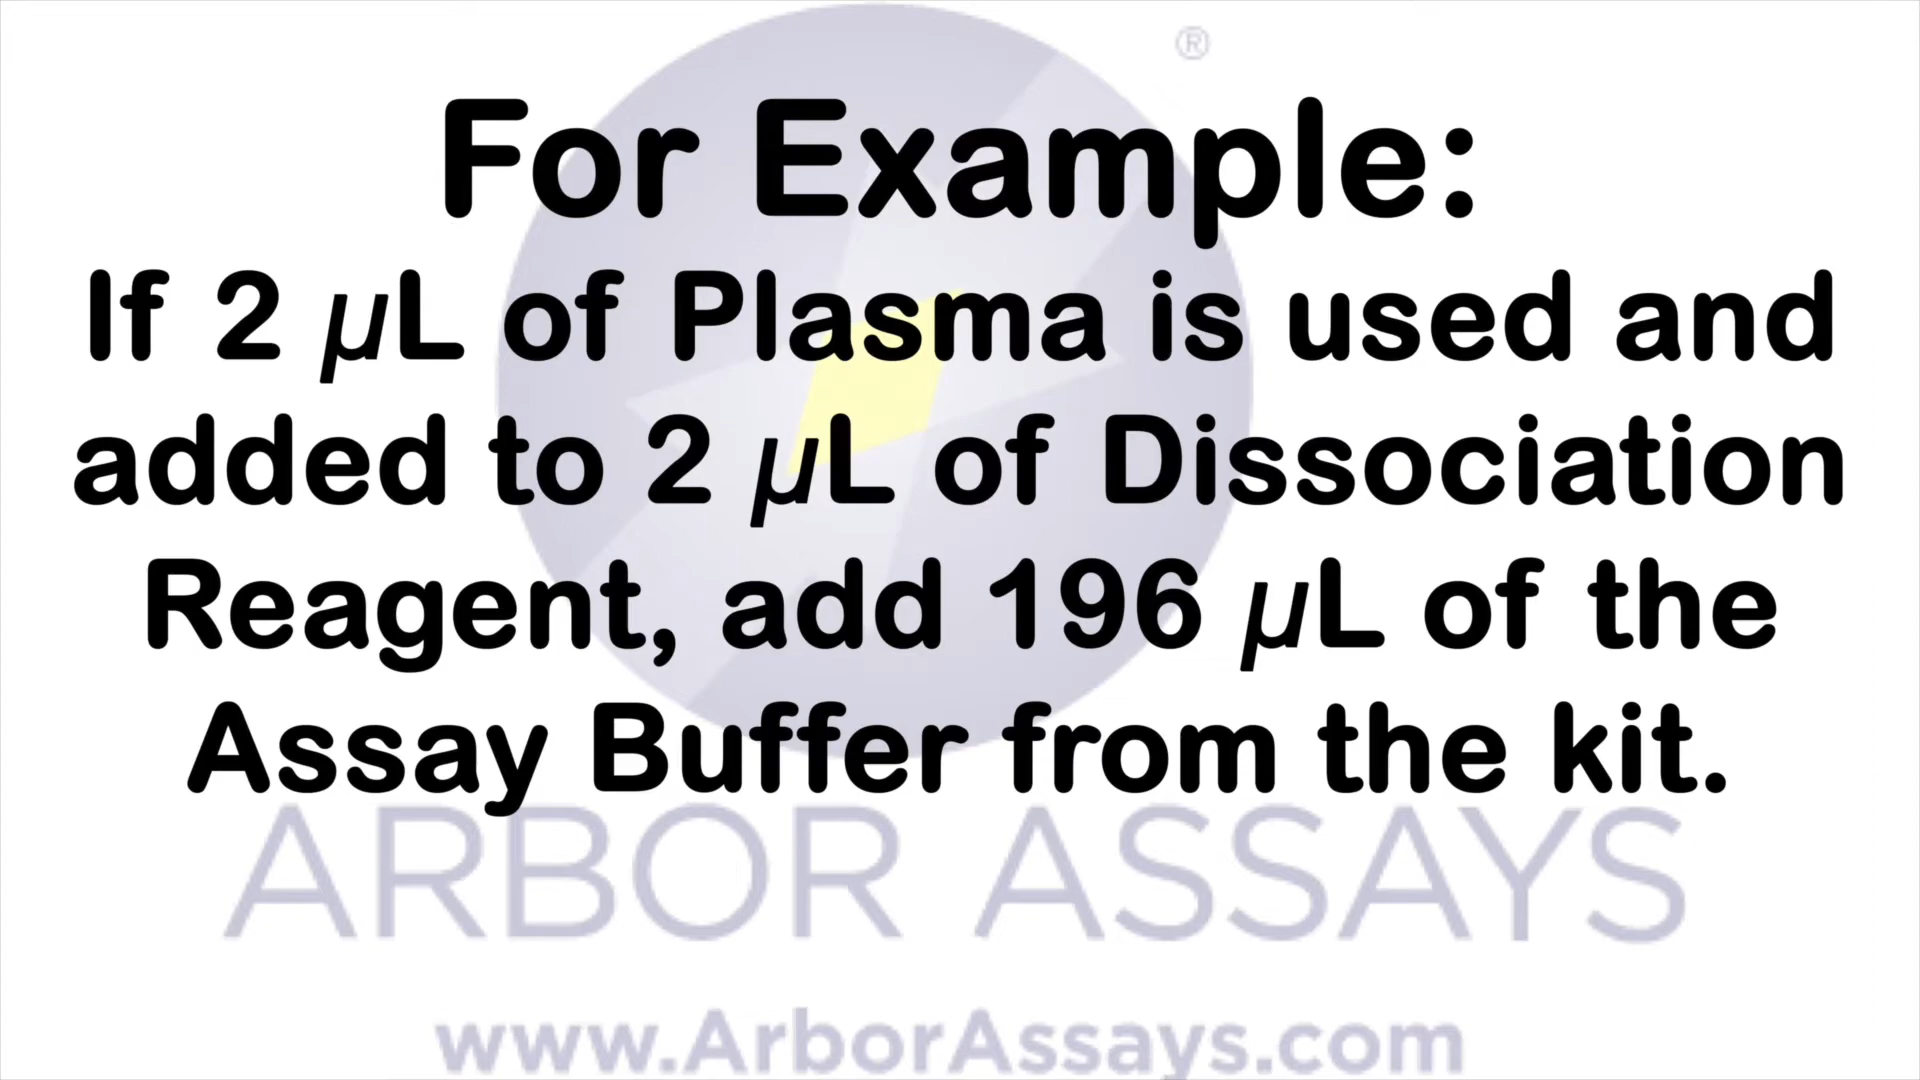 ®
For Example:
If 2 µL of Plasma is used and
added to 2 µL of Dissociation
Reagent, add 196 µL of the
Assay Buffer from the kit.
ARBOR ASSAYS
www.ArborAssays.com